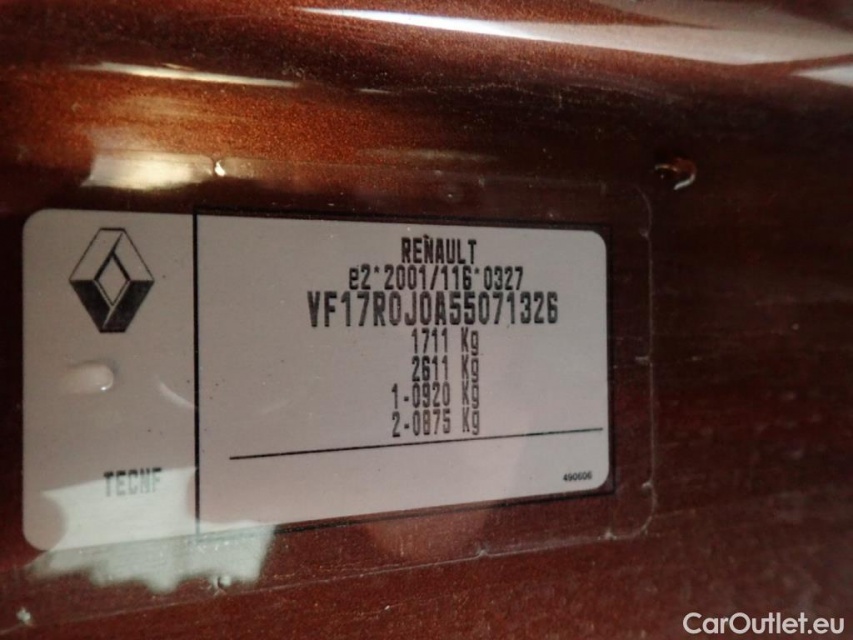 RENAULT
e2*2001/116*0327
VF17R0J0A55071326
1711 Kg
2611 Kg
1-0920 Kg
2-0875 Kg
TECNF
490606
CarOutlet.eu